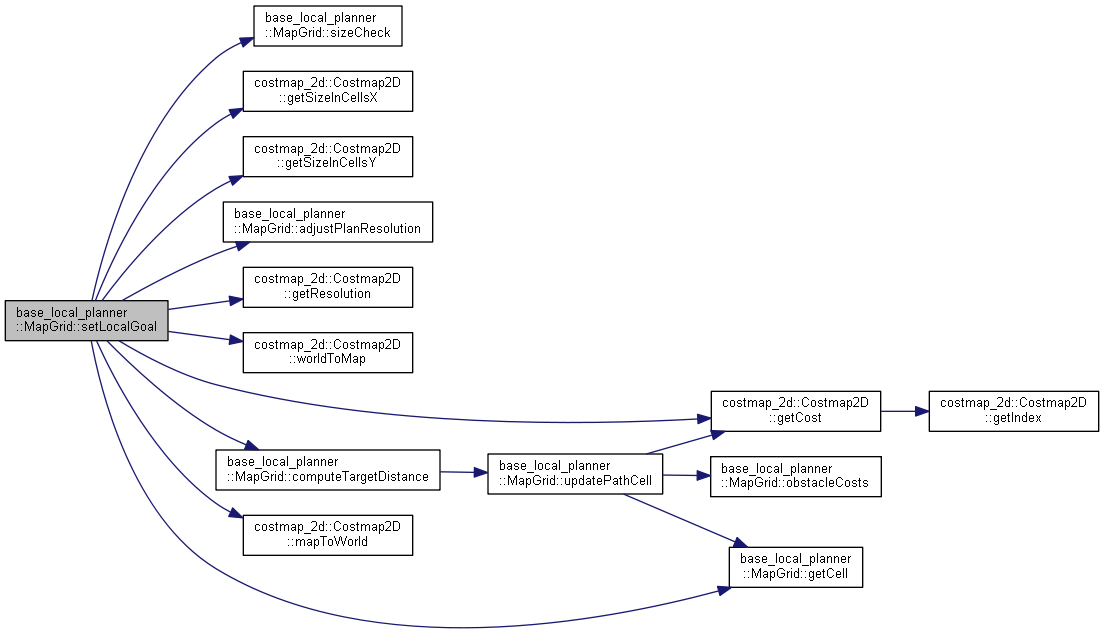 base_local_planner
::MapGrid::sizeCheck
costmap_2d::Costmap2D
::getSizeInCellsX
costmap_2d::Costmap2D
::getSizeInCellsY
base_local_planner
::MapGrid::adjustPlanResolution
costmap_2d::Costmap2D
::getResolution
base_local_planner
::MapGrid::setLocalGoal
costmap_2d::Costmap2D
::worldToMap
costmap_2d::Costmap2D
::getCost
costmap_2d::Costmap2D
::getIndex
base_local_planner
::MapGrid::computeTargetDistance
base_local_planner
::MapGrid::updatePathCell
base_local_planner
::MapGrid::obstacleCosts
costmap_2d::Costmap2D
::mapToWorld
base_local_planner
::MapGrid::getCell